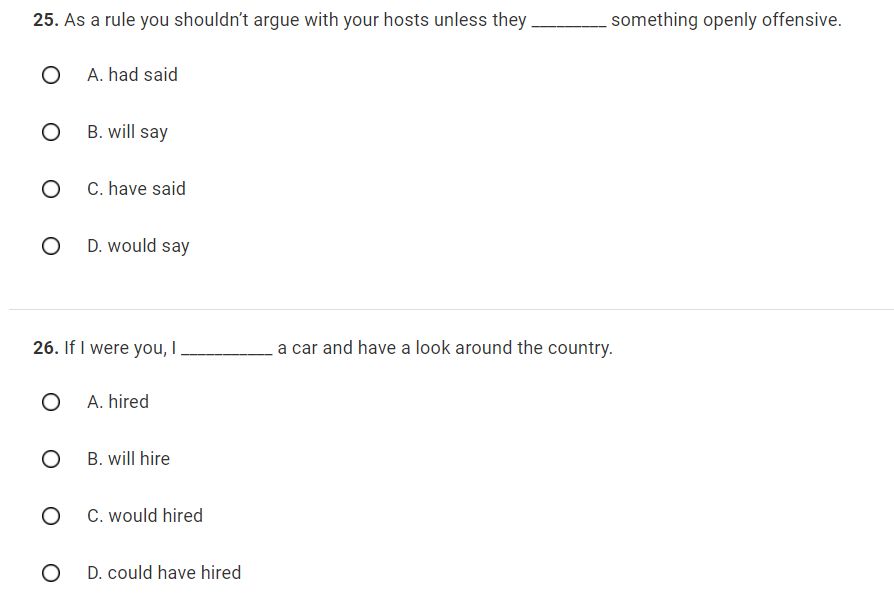 25. As a rule you shouldn't argue with your hosts unless they _________ something openly offensive.
A. had said
B. will say
C. have said
D. would say
26. If I were you, I ___________ a car and have a look around the country.
A. hired
B. will hire
C. would hired
D. could have hired